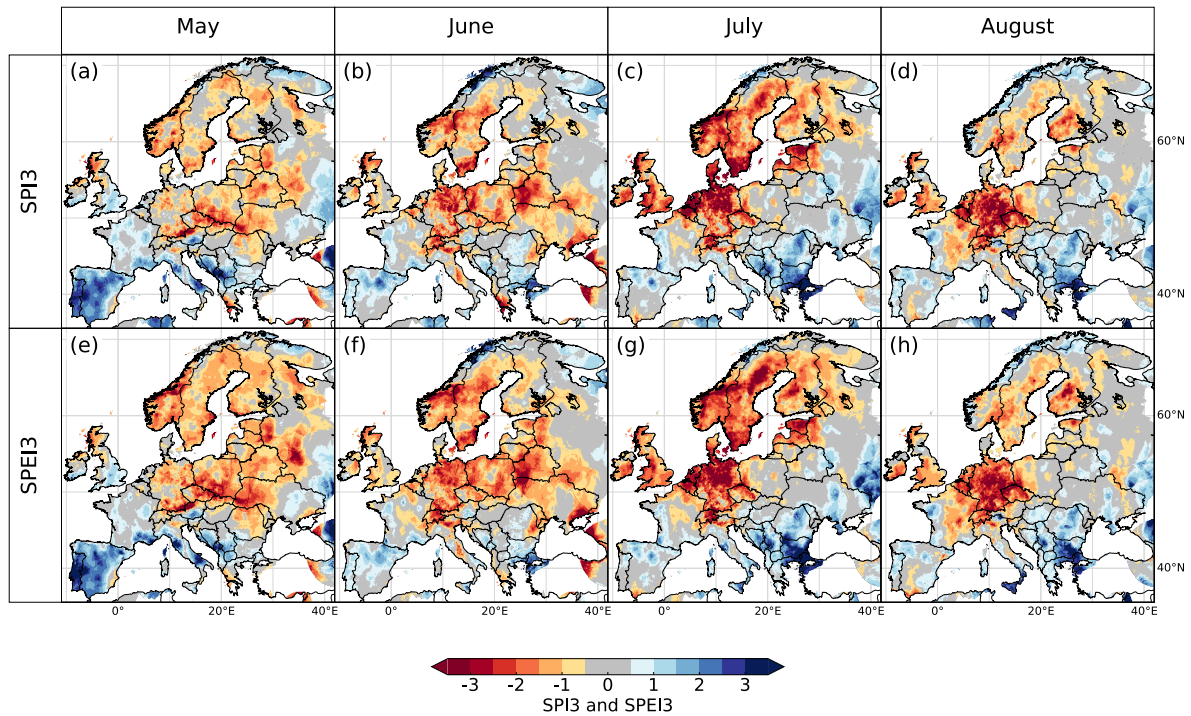 May June July August
SPI3
(a) (b) (c) (d)
60°N
40°N
SPEI3
(e) (f) (g) (h)
60°N
40°N
0° 20°E 40°E 0° 20°E 40°E 0° 20°E 40°E 0° 20°E 40°E
-3 -2 -1 0 1 2 3
SPI3 and SPEI3